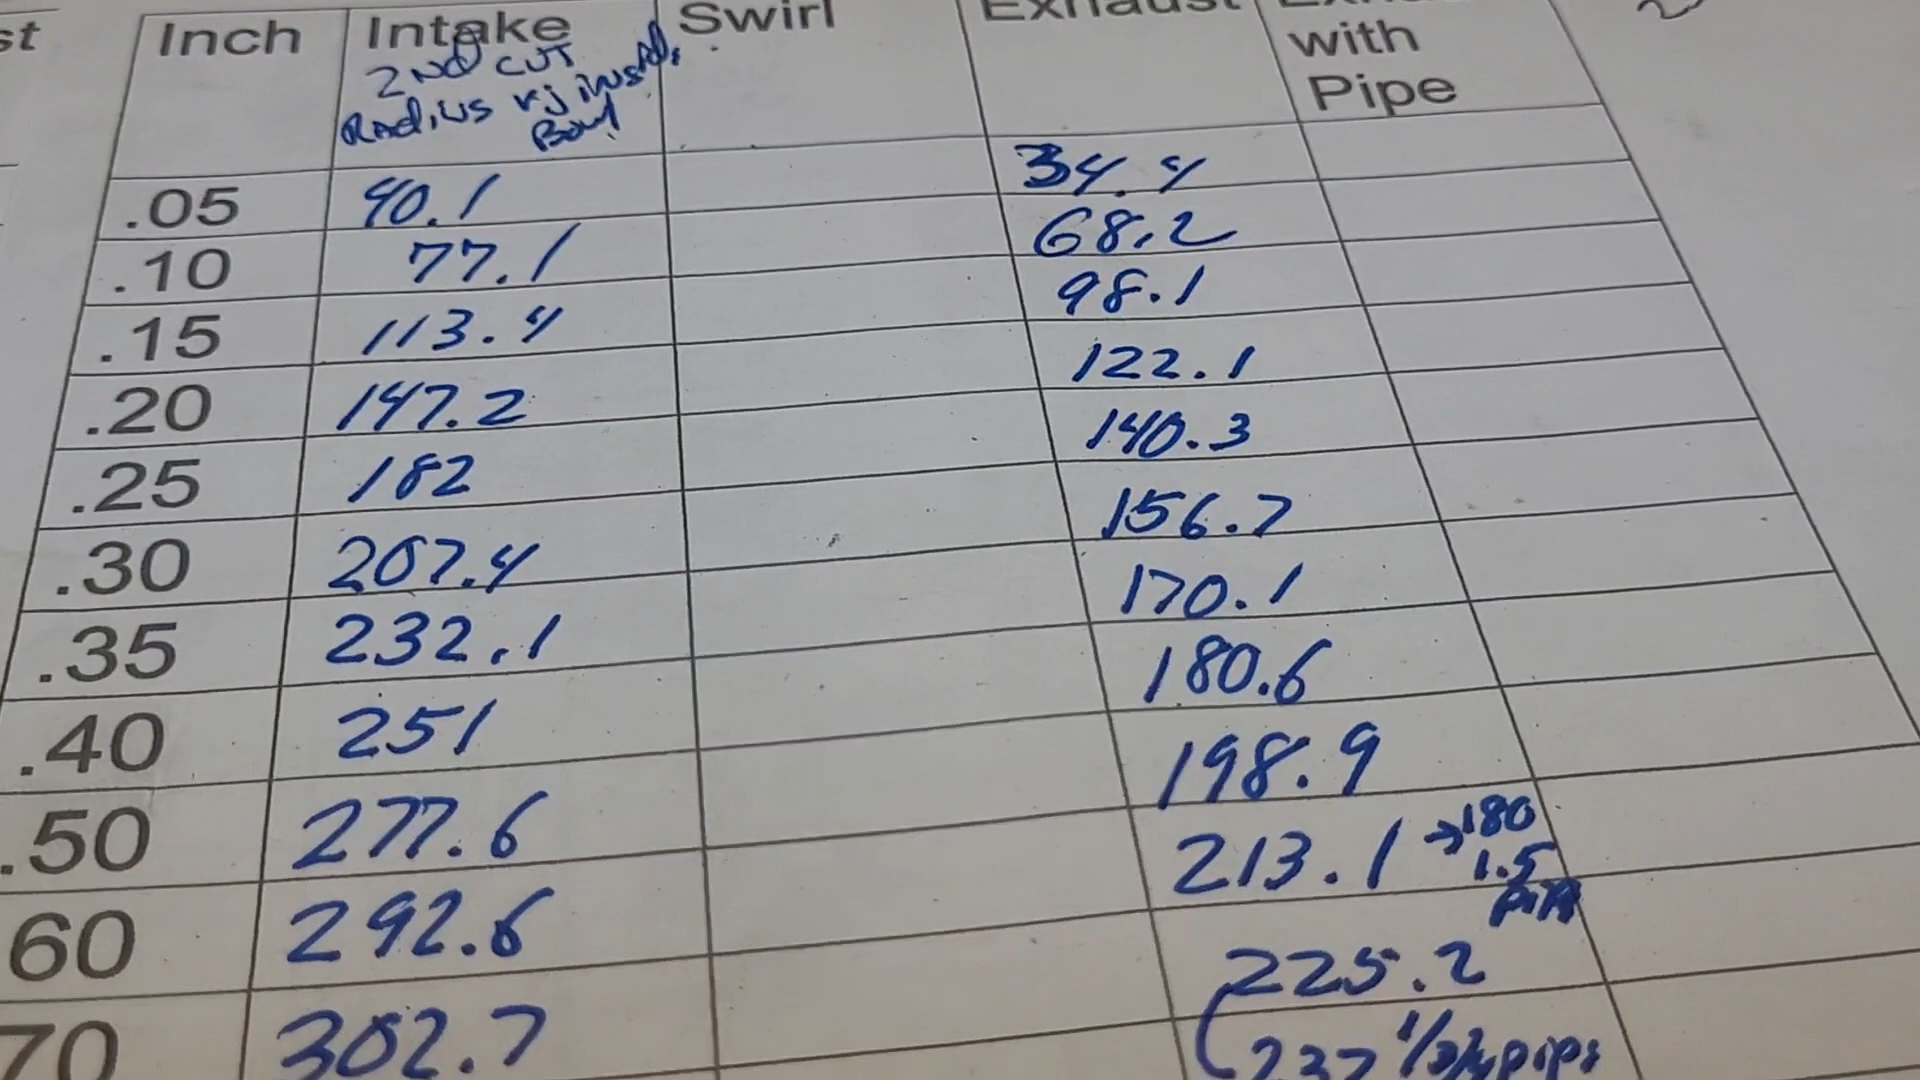 st Inch Intake Swirl Exhaust
2ND CUT
Radius
Bowl
with
Pipe
.05 40.1 34.4
.10 77.1 68.2
.15 113.4 98.1
.20 147.2 122.1
.25 182 140.3
.30 207.4 156.7
.35 232.1 170.1
.40 251 180.6
.50 277.6 198.9
60 292.6 213.1 → 180
1.5
70 302.7 225.2
237